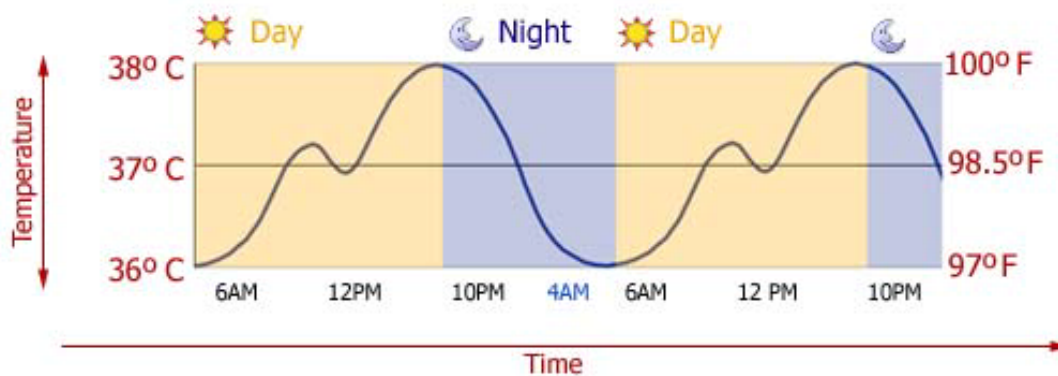 Day Night Day
38º C 100º F
Temperature
37º C 98.5ºF
36º C 97º F
6AM 12PM 10PM 4AM 6AM 12 PM 10PM
Time